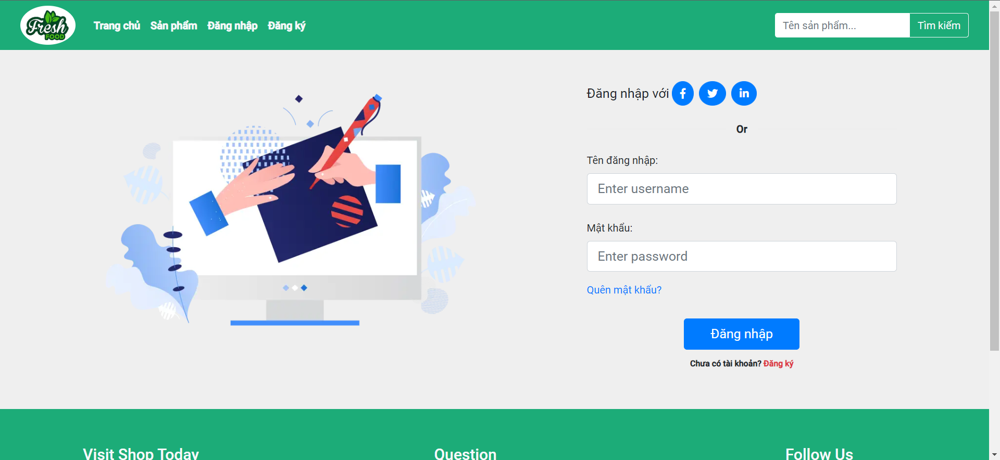 Fresh
FOOD
Trang chủ Sản phẩm Đăng nhập Đăng ký
Tên sản phẩm... Tìm kiếm
Đăng nhập với
Or
Tên đăng nhập:
Enter username
Mật khẩu:
Enter password
Quên mật khẩu?
Đăng nhập
Chưa có tài khoản? Đăng ký
Visit Shop Today Question Follow Us